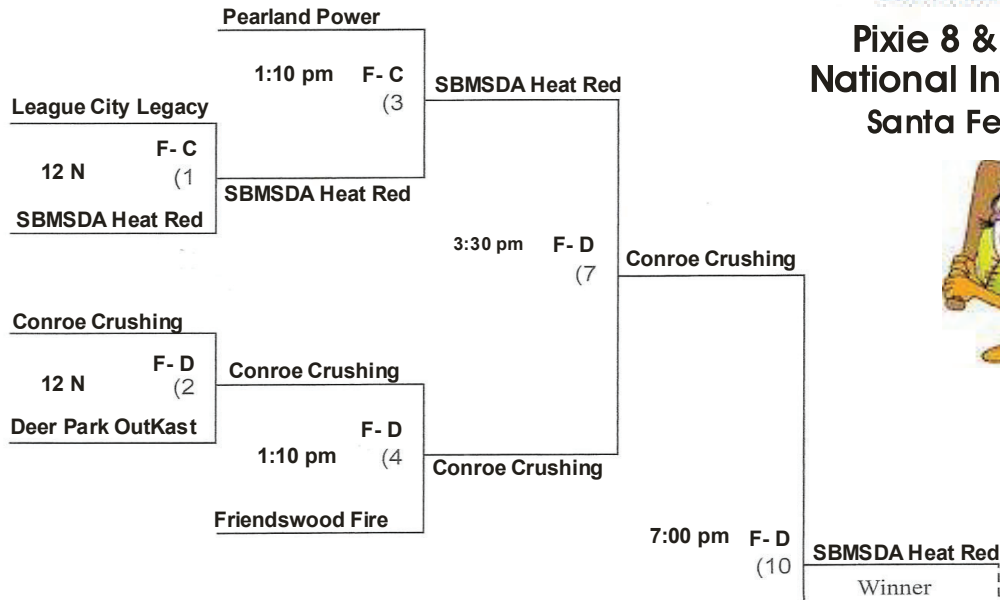 Pearland Power
1:10 pm F- C
(3
SBMSDA Heat Red
League City Legacy
F- C
12 N
(1
SBMSDA Heat Red
SBMSDA Heat Red
3:30 pm F- D
(7
Conroe Crushing
Conroe Crushing
F- D
12 N
(2
Conroe Crushing
Deer Park OutKast
F- D
1:10 pm
(4
Conroe Crushing
Friendswood Fire
7:00 pm F- D
(10
SBMSDA Heat Red
Winner
Pixie 8 &
National In
Santa Fe